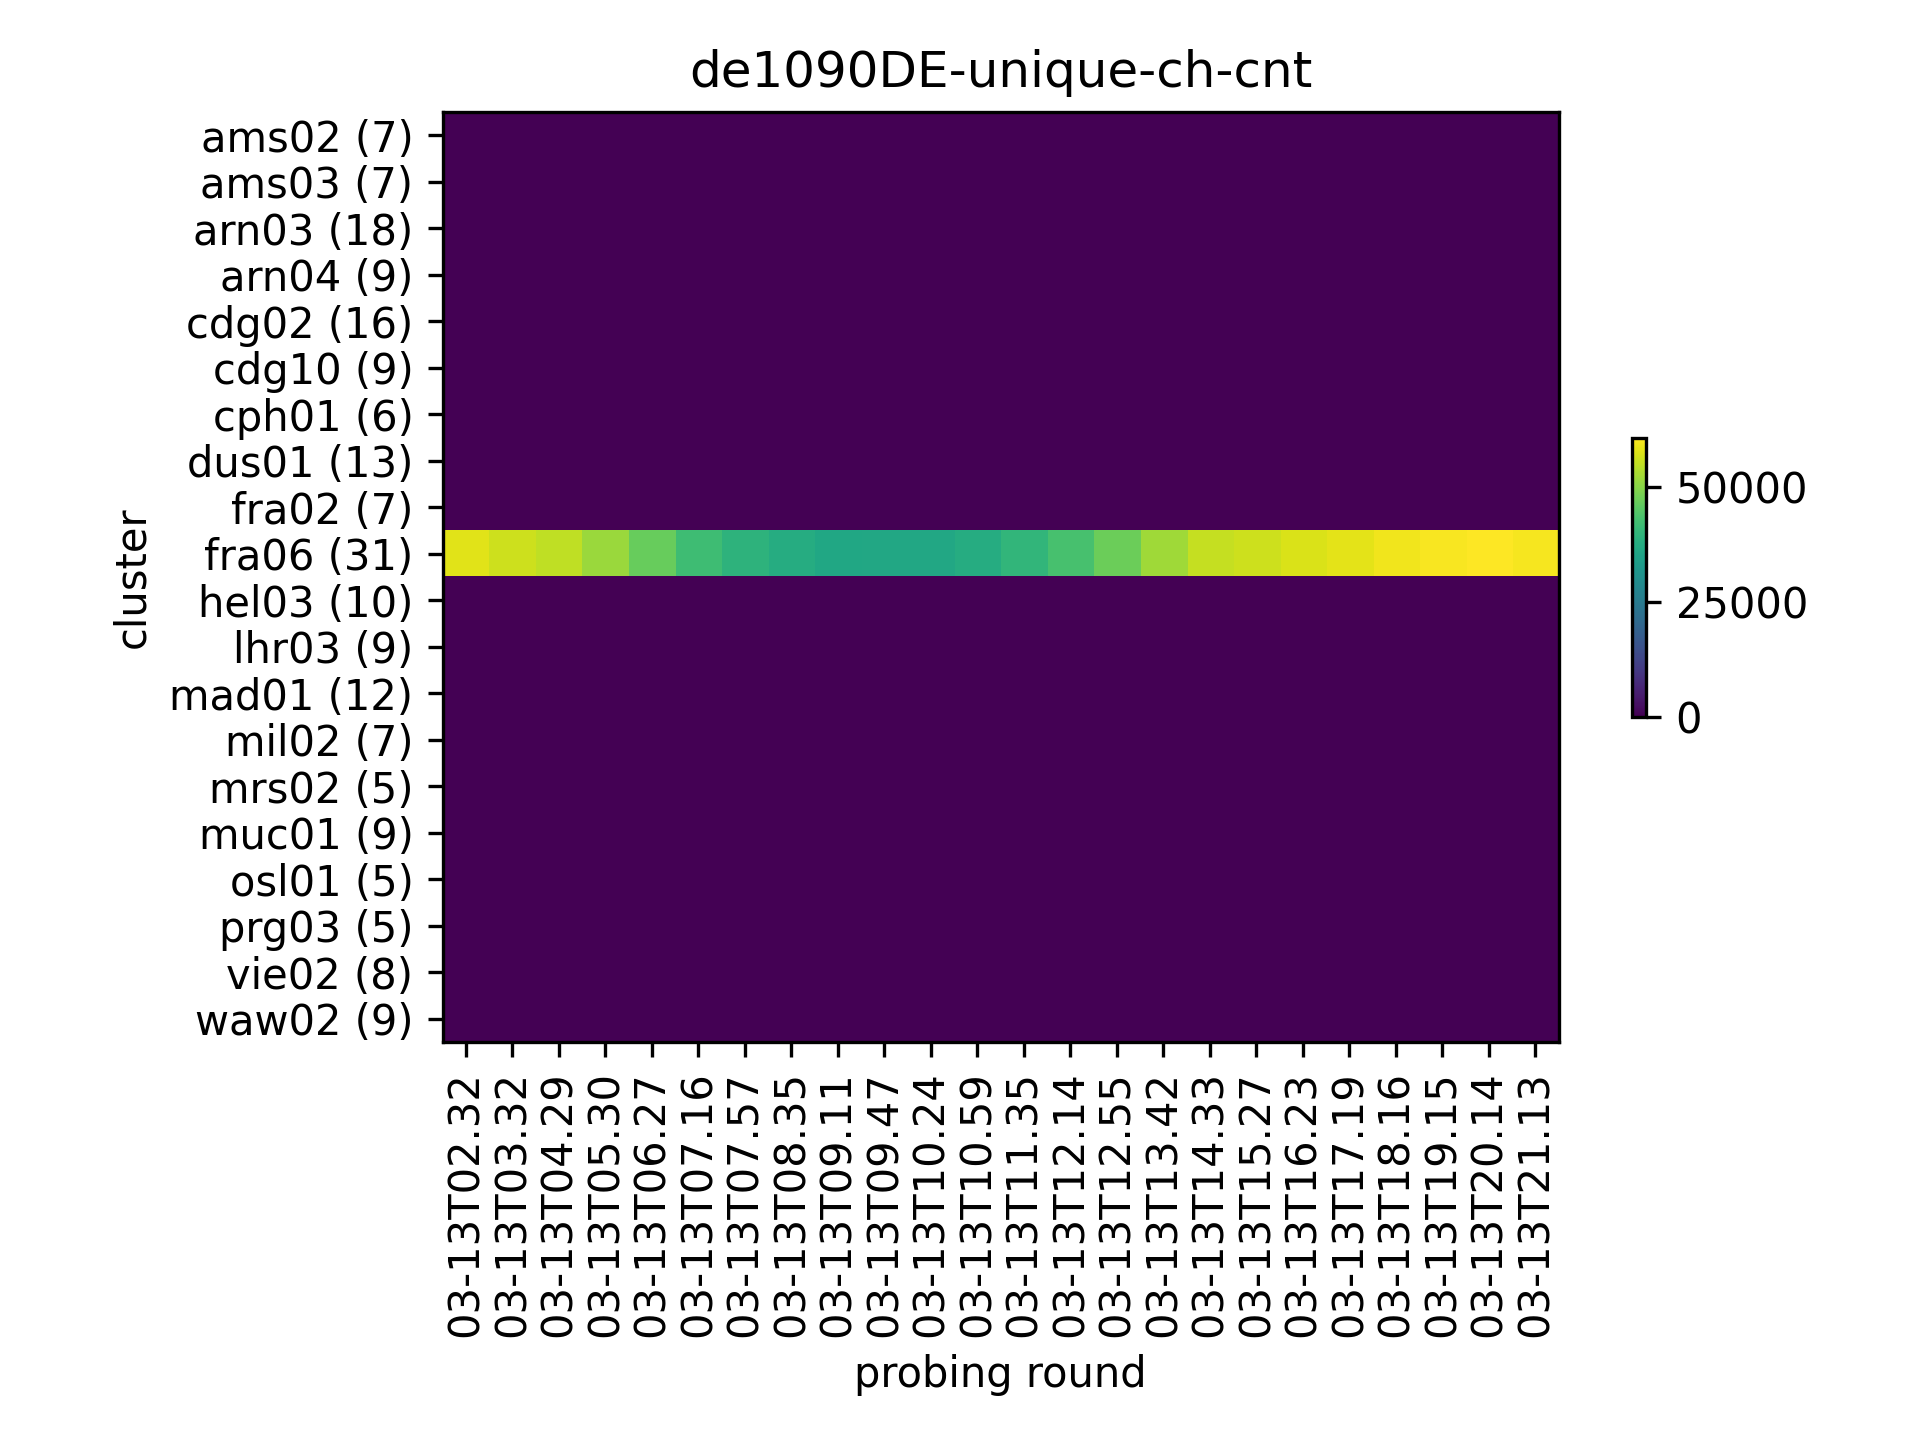 de1090DE-unique-ch-cnt
ams02 (7)
ams03 (7)
arn03 (18)
arn04 (9)
cdg02 (16)
cdg10 (9)
cph01 (6)
dus01 (13)
fra02 (7)
fra06 (31)
hel03 (10)
lhr03 (9)
mad01 (12)
mil02 (7)
mrs02 (5)
muc01 (9)
osl01 (5)
prg03 (5)
vie02 (8)
waw02 (9)
cluster
50000
25000
0
03-13T02.32
03-13T03.32
03-13T04.29
03-13T05.30
03-13T06.27
03-13T07.16
03-13T07.57
03-13T08.35
03-13T09.11
03-13T09.47
03-13T10.24
03-13T10.59
03-13T11.35
03-13T12.14
03-13T12.55
03-13T13.42
03-13T14.33
03-13T15.27
03-13T16.23
03-13T17.19
03-13T18.16
03-13T19.15
03-13T20.14
03-13T21.13
probing round